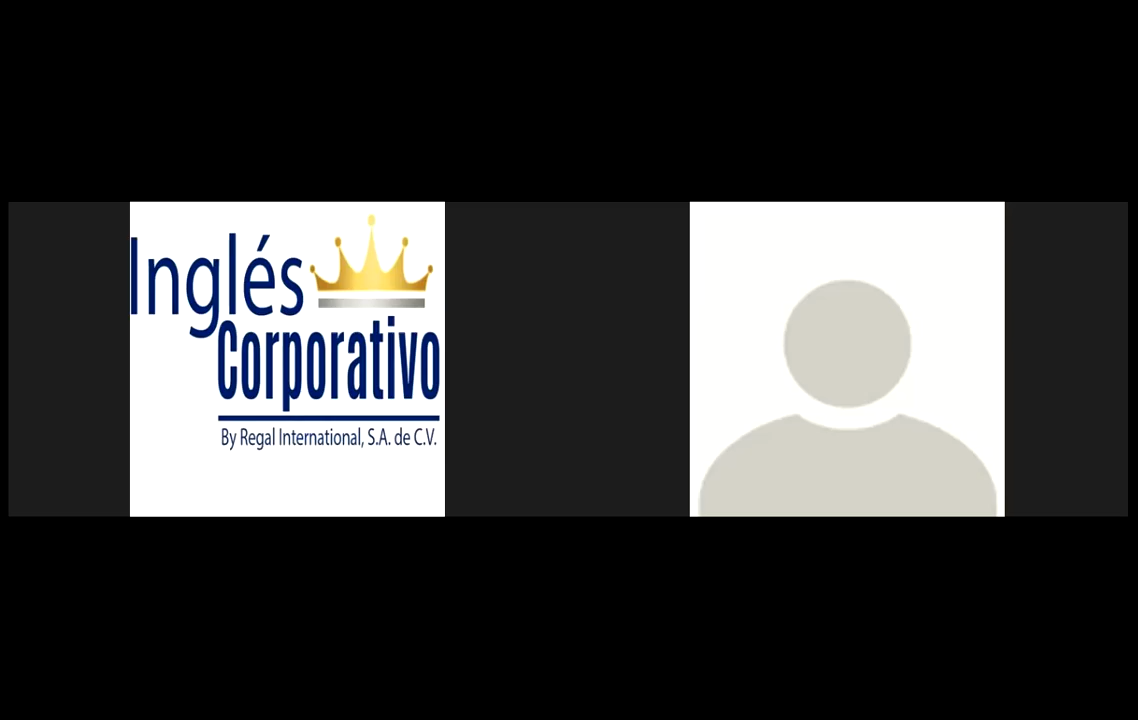 Inglés
Corporativo
By Regal International, S.A. de C.V.